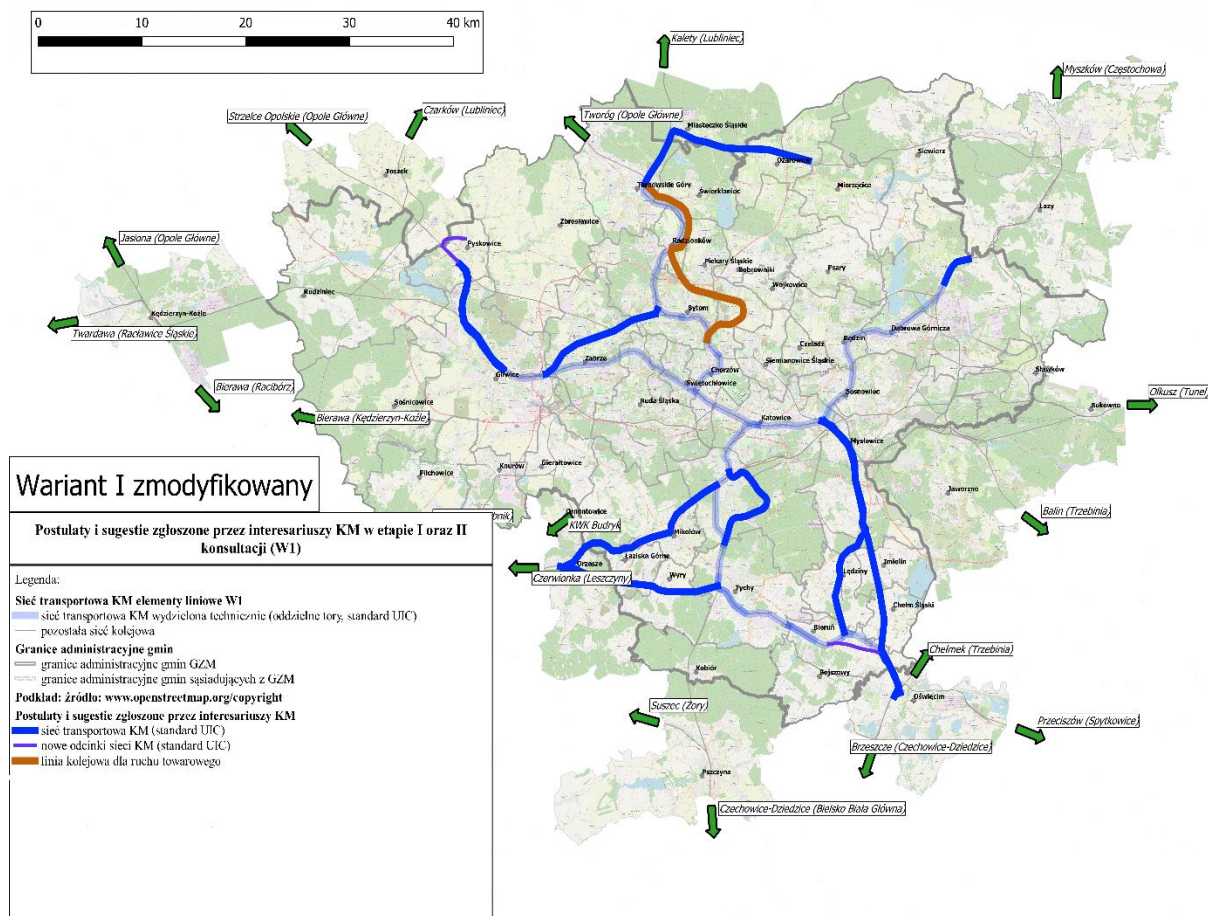 0 10 20 30 40 km
Kalety (Lubliniec)
Myszków (Częstochowa)
Strzelce Opolskie (Opole Główne)
Czarków (Lubliniec)
Tworóg (Opole Główne)
Miasteczko Śląskie
Ożarowice
Siewierz
Toszek
Tarnowskie Góry
Świerklaniec
Mierzęcice
Łazy
Zbrosławice
Jasiona (Opole Główne)
Pyskowice
Radzionków
Piekary Śląskie
Bobrowniki
Psary
Wojkowice
Rudziniec
Kędzierzyn-Koźle
Bytom
Twardawa (Racławice Śląskie)
Dąbrowa Górnicza
Będzin
Czeladź
Zabrze
Siemianowice Śląskie
Chorzów
Sławków
Gliwice
Świętochłowice
Bierawa (Racibórz)
Sośnicowice
Ruda Śląska
Sosnowiec
Olkusz (Tunel)
Bukowno
Bierawa (Kędzierzyn-Koźle)
Katowice
Mysłowice
Knurów
Gierałtowice
Pilchowice
Jaworzno
Wariant I zmodyfikowany
Ornontowice
KWK Budryk
Balin (Trzebinia)
Postulaty i sugestie zgłoszone przez interesariuszy KM w etapie I oraz II
konsultacji (W1)
Mikołów
Łaziska Górne
Orzesze
Wyry
Czerwionka (Leszczyny)
Lędziny
Imielin
Tychy
Chełm Śląski
Legenda:
Sieć transportowa KM elementy liniowe W1
sieć transportowa KM wydzielona technicznie (oddzielne tory, standard UIC)
pozostała sieć kolejowa
Granice administracyjne gmin
granice administracyjne gmin GZM
granice administracyjne gmin sąsiadujących z GZM
Podkład: źródło: www.openstreetmap.org/copyright
Postulaty i sugestie zgłoszone przez interesariuszy KM
sieć transportowa KM (standard UIC)
nowe odcinki sieci KM (standard UIC)
linia kolejowa dla ruchu towarowego
Bieruń
Chełmek (Trzebinia)
Kobiór
Bojszowy
Oświęcim
Suszec (Żory)
Przeciszów (Spytkowice)
Brzeszcze (Czechowice-Dziedzice)
Pszczyna
Czechowice-Dziedzice (Bielsko Biała Główna)